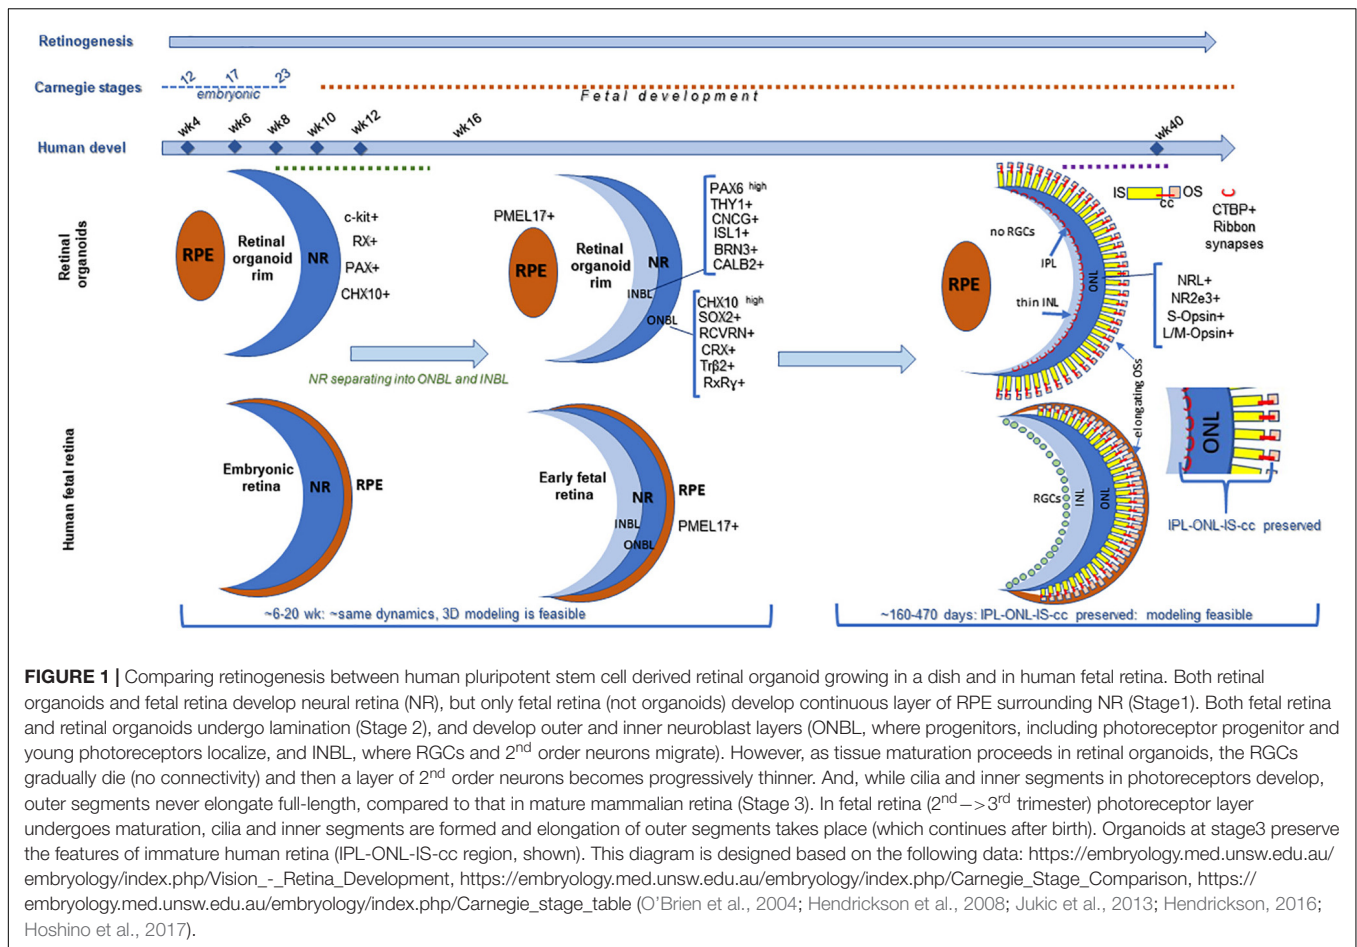 Retinogenesis
Carnegie stages
12 17 23
embryonic
Fetal development
Human devel
wk4 wk6 wk8 wk10 wk12 wk16 wk40
Retinal organoids
RPE
Retinal
organoid
rim
NR
c-kit+
RX+
PAX+
CHX10+
NR separating into ONBL and INBL
PMEL17+
RPE
Retinal
organoid
rim
NR
INBL
ONBL
PAX6 high
THY1+
CNCG+
ISL1+
BRN3+
CALB2+
CHX10 high
SOX2+
RCVRN+
CRX+
Trβ2+
RxRγ+
RPE
no RGCs
IPL
thin INL
ONL
IS cc OS
CTBP+
Ribbon
synapses
NRL+
NR2e3+
S-Opsin+
L/M-Opsin+
elongating OSs
Human fetal retina
Embryonic
retina
NR
RPE
Early fetal
retina
NR
INBL
ONBL
RPE
PMEL17+
RGCs
INL
ONL
ONL
IPL-ONL-IS-cc preserved
~6-20 wk: ~same dynamics, 3D modeling is feasible
~160-470 days: IPL-ONL-IS-cc preserved: modeling feasible
FIGURE 1 | Comparing retinogenesis between human pluripotent stem cell derived retinal organoid growing in a dish and in human fetal retina. Both retinal
organoids and fetal retina develop neural retina (NR), but only fetal retina (not organoids) develop continuous layer of RPE surrounding NR (Stage1). Both fetal retina
and retinal organoids undergo lamination (Stage 2), and develop outer and inner neuroblast layers (ONBL, where progenitors, including photoreceptor progenitor and
young photoreceptors localize, and INBL, where RGCs and 2nd order neurons migrate). However, as tissue maturation proceeds in retinal organoids, the RGCs
gradually die (no connectivity) and then a layer of 2nd order neurons becomes progressively thinner. And, while cilia and inner segments in photoreceptors develop,
outer segments never elongate full-length, compared to that in mature mammalian retina (Stage 3). In fetal retina (2nd–>3rd trimester) photoreceptor layer
undergoes maturation, cilia and inner segments are formed and elongation of outer segments takes place (which continues after birth). Organoids at stage3 preserve
the features of immature human retina (IPL-ONL-IS-cc region, shown). This diagram is designed based on the following data: https://embryology.med.unsw.edu.au/
embryology/index.php/Vision_-_Retina_Development, https://embryology.med.unsw.edu.au/embryology/index.php/Carnegie_Stage_Comparison, https://
embryology.med.unsw.edu.au/embryology/index.php/Carnegie_stage_table (O'Brien et al., 2004; Hendrickson et al., 2008; Jukic et al., 2013; Hendrickson, 2016;
Hoshino et al., 2017).